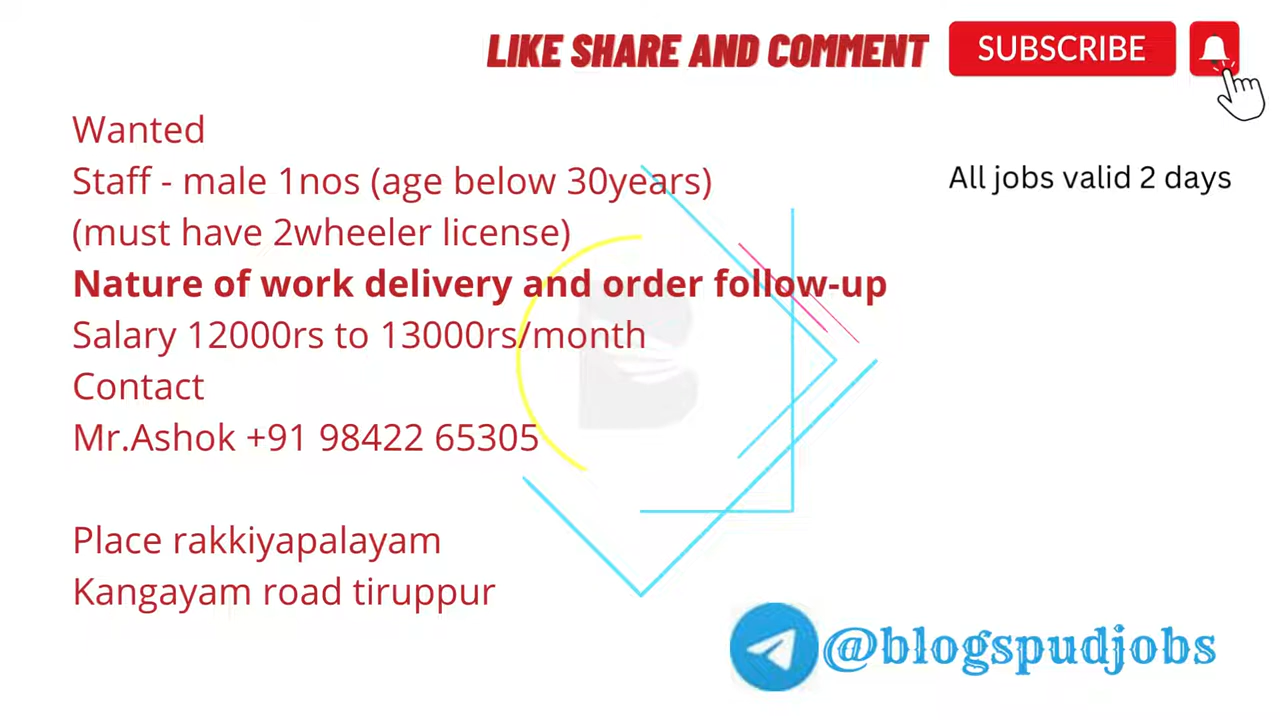 LIKE SHARE AND COMMENT
SUBSCRIBE
Wanted
Staff - male 1nos (age below 30years)
All jobs valid 2 days
(must have 2wheeler license)
Nature of work delivery and order follow-up
Salary 12000rs to 13000rs/month
Contact
Mr.Ashok +91 98422 65305
Place rakkiyapalayam
Kangayam road tiruppur
@blogspudjobs